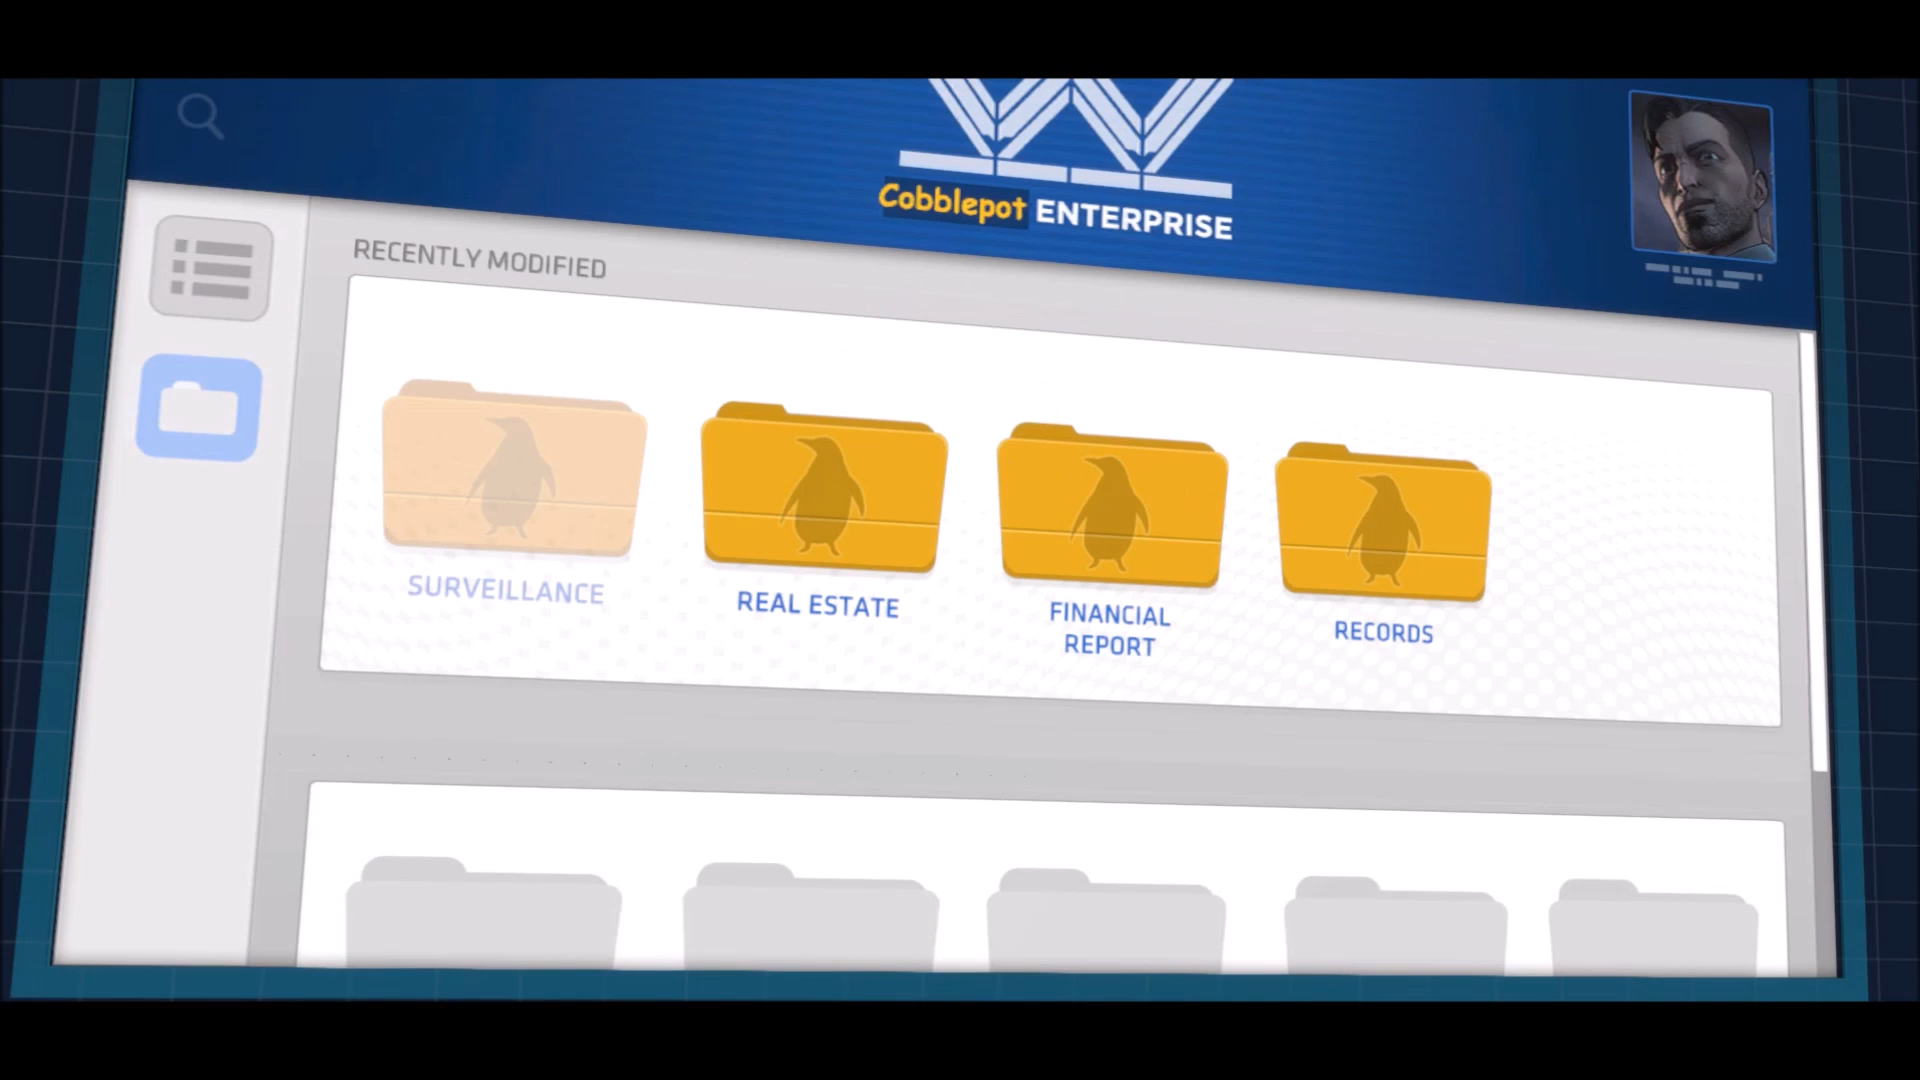 Cobblepot ENTERPRISE
RECENTLY MODIFIED
SURVEILLANCE
REAL ESTATE
FINANCIAL
REPORT
RECORDS